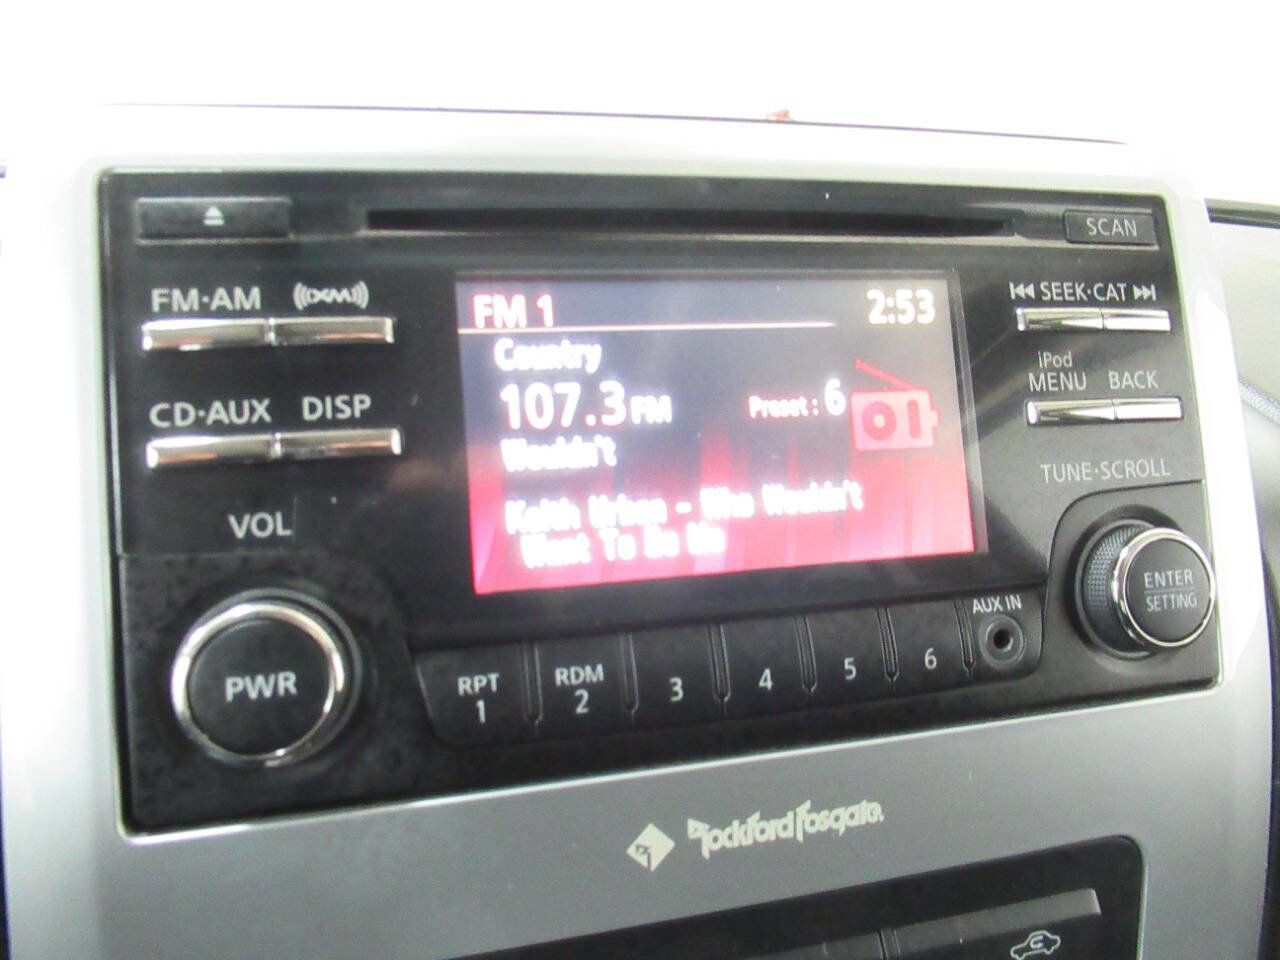 SCAN
FM·AM
XM
SEEK·CAT
FM 1
2:53
Country
107.3 FM
Preset: 6
Wouldn't
Keith Urban - Who Wouldn't
Want To Be Me
iPod
MENU
BACK
CD·AUX
DISP
TUNE·SCROLL
VOL
ENTER
SETTING
PWR
RPT
1
RDM
2
3
4
5
6
AUX IN
Rockford Fosgate